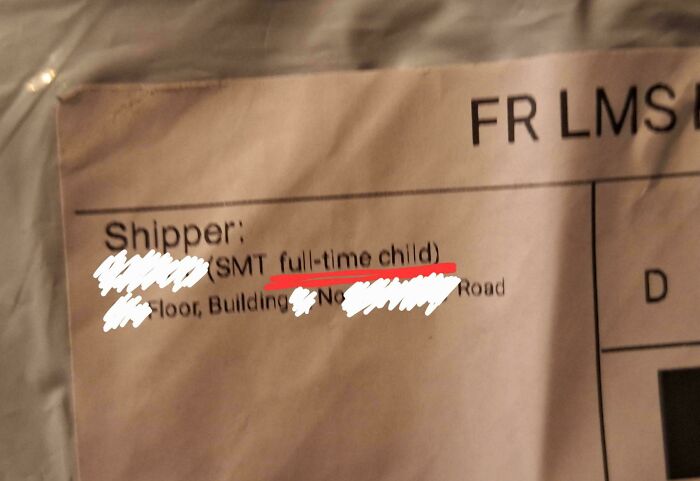 FR LMS
Shipper:
(SMT full-time child)
Floor, Building No Road
D